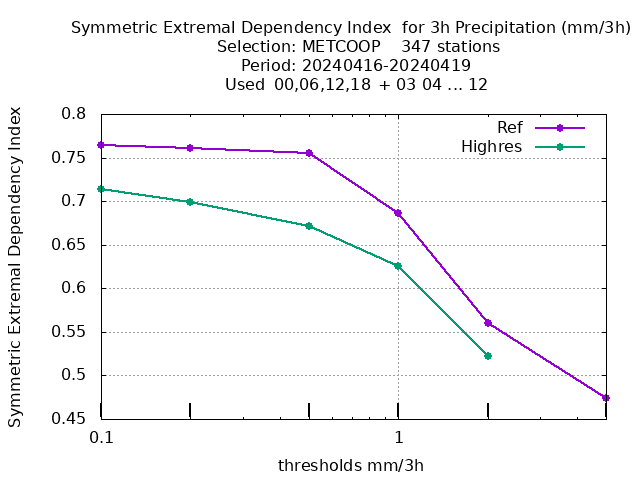 Symmetric Extremal Dependency Index  for 3h Precipitation (mm/3h)
Selection: METCOOP    347 stations
Period: 20240416-20240419
Used  00,06,12,18  + 03 04 ... 12
Symmetric Extremal Dependency Index
0.8
0.75
0.7
0.65
0.6
0.55
0.5
0.45
Ref
Highres
0.1
1
thresholds mm/3h